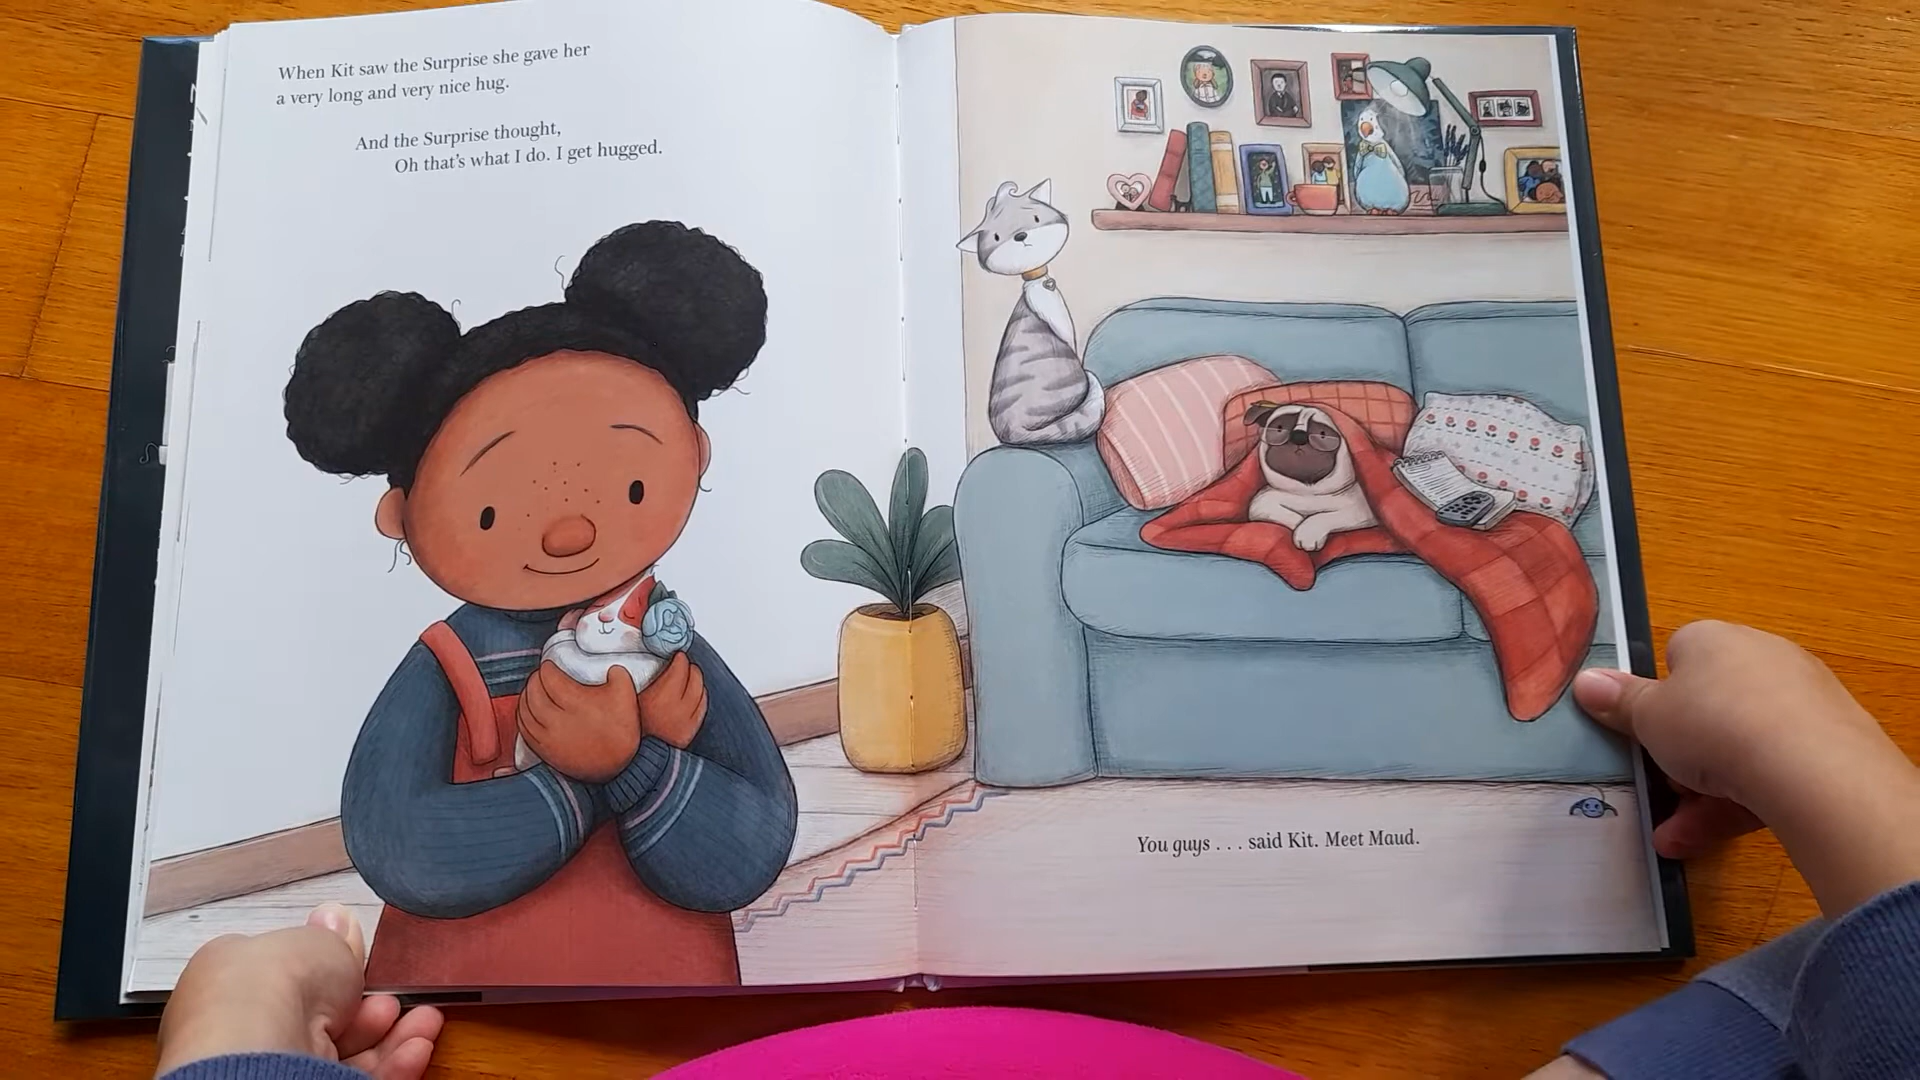 When Kit saw the Surprise she gave her
a very long and very nice hug.
And the Surprise thought,
Oh that's what I do. I get hugged.
You guys . . . said Kit. Meet Maud.